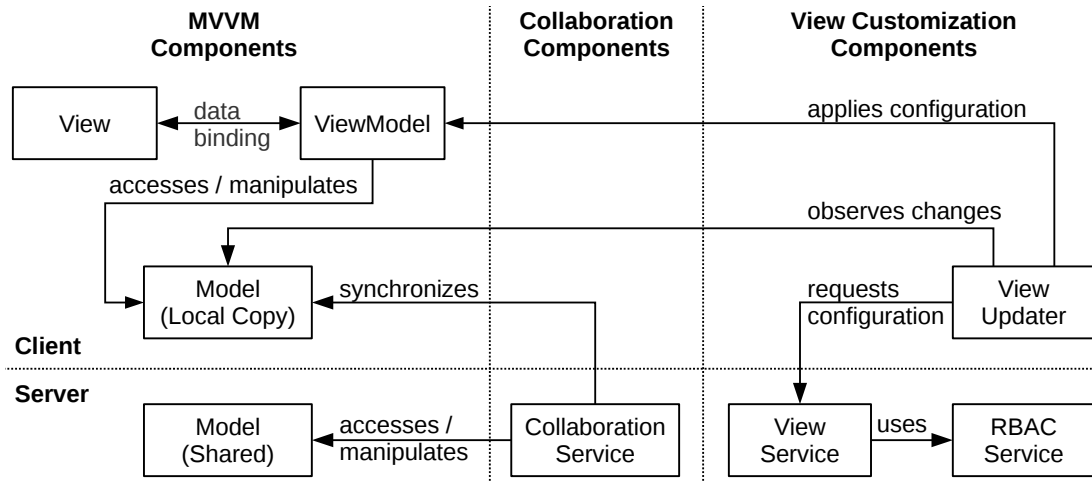 MVVM
Components
Collaboration
Components
View Customization
Components
View
data
binding
ViewModel
applies configuration
accesses / manipulates
observes changes
Model
(Local Copy)
synchronizes
requests
configuration
View
Updater
Client
Server
Model
(Shared)
accesses /
manipulates
Collaboration
Service
View
Service
uses
RBAC
Service